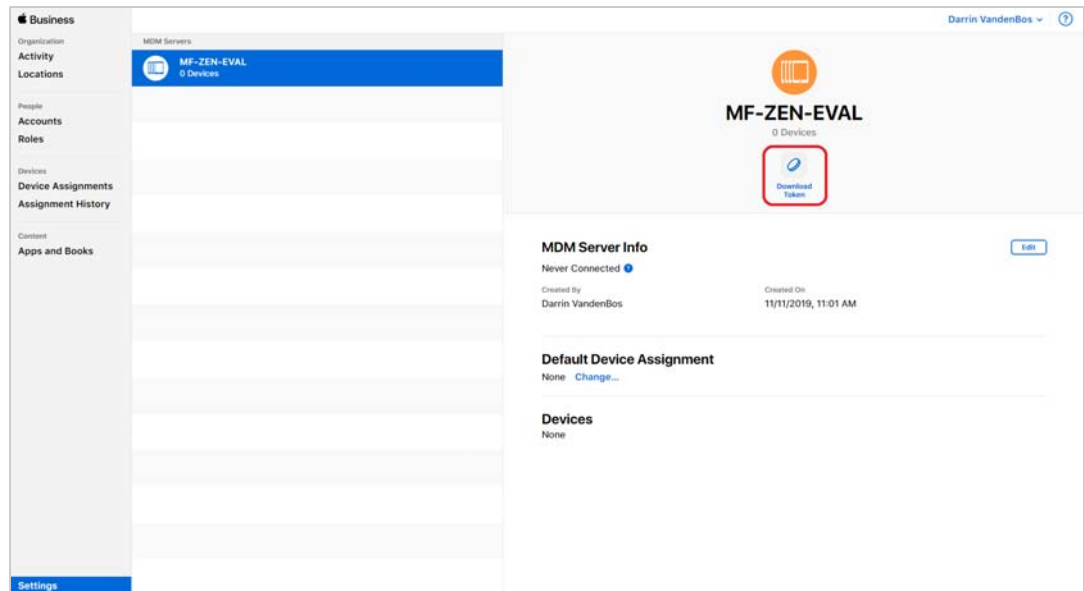 Business
Darrin VandenBos
?
Organization
Activity
Locations
People
Accounts
Roles
Devices
Device Assignments
Assignment History
Content
Apps and Books
Settings
MDM Servers
MF-ZEN-EVAL
0 Devices
MF-ZEN-EVAL
0 Devices
Download
Token
MDM Server Info
Edit
Never Connected ?
Created By
Created On
Darrin VandenBos
11/11/2019, 11:01 AM
Default Device Assignment
None Change...
Devices
None